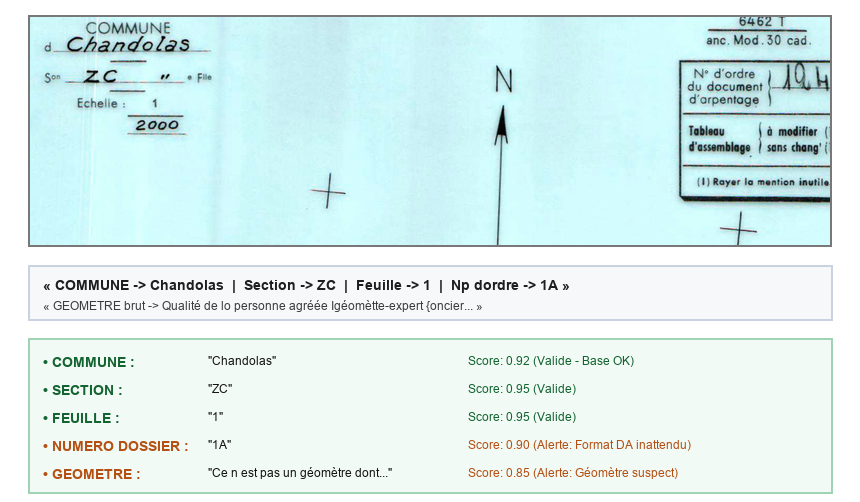 COMMUNE
d Chandolas
Son ZC " e Flle
Echelle : 1
2000
N
6462 T
anc. Mod. 30 cad.
N° d'ordre
du document
d'arpentage
Tableau
d'assemblage
à modifier (
sans chang' (
(1) Rayer la mention inutile
« COMMUNE -> Chandolas | Section -> ZC | Feuille -> 1 | Np dordre -> 1A »
« GEOMETRE brut -> Qualité de lo personne agréée Igéomètte-expert {oncier... »
• COMMUNE : "Chandolas" Score: 0.92 (Valide - Base OK)
• SECTION : "ZC" Score: 0.95 (Valide)
• FEUILLE : "1" Score: 0.95 (Valide)
• NUMERO DOSSIER : "1A" Score: 0.90 (Alerte: Format DA inattendu)
• GEOMETRE : "Ce n est pas un géomètre dont..." Score: 0.85 (Alerte: Géomètre suspect)